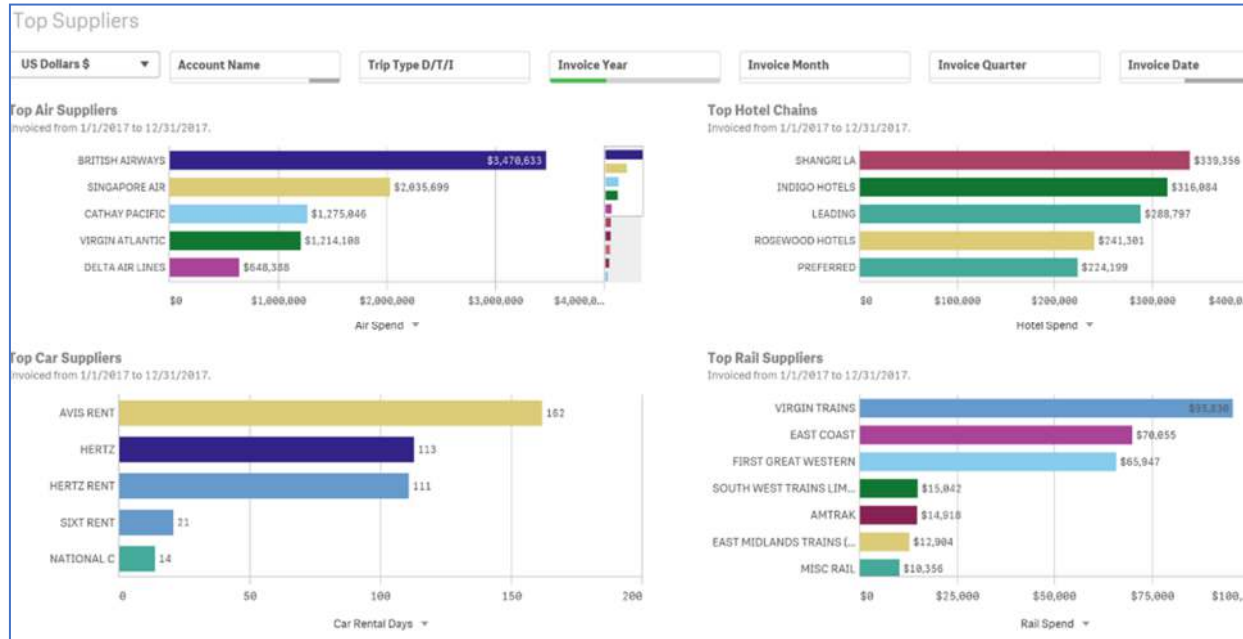 Top Suppliers
US Dollars $
Account Name
Trip Type D/T/I
Invoice Year
Invoice Month
Invoice Quarter
Invoice Date
Top Air Suppliers
Invoiced from 1/1/2017 to 12/31/2017.
BRITISH AIRWAYS $3,470,633
SINGAPORE AIR $2,035,699
CATHAY PACIFIC $1,275,046
VIRGIN ATLANTIC $1,214,108
DELTA AIR LINES $648,388
$0 $1,000,000 $2,000,000 $3,000,000 $4,000,0...
Air Spend
Top Hotel Chains
Invoiced from 1/1/2017 to 12/31/2017.
SHANGRI LA $339,356
INDIGO HOTELS $316,084
LEADING $288,797
ROSEWOOD HOTELS $241,301
PREFERRED $224,199
$0 $100,000 $200,000 $300,000 $400,0
Hotel Spend
Top Car Suppliers
Invoiced from 1/1/2017 to 12/31/2017.
AVIS RENT 162
HERTZ 113
HERTZ RENT 111
SIXT RENT 21
NATIONAL C 14
0 50 100 150 200
Car Rental Days
Top Rail Suppliers
Invoiced from 1/1/2017 to 12/31/2017.
VIRGIN TRAINS
EAST COAST $70,055
FIRST GREAT WESTERN $65,947
SOUTH WEST TRAINS LIM... $15,042
AMTRAK $14,918
EAST MIDLANDS TRAINS (... $12,904
MISC RAIL $10,356
$0 $25,000 $50,000 $75,000 $100,
Rail Spend